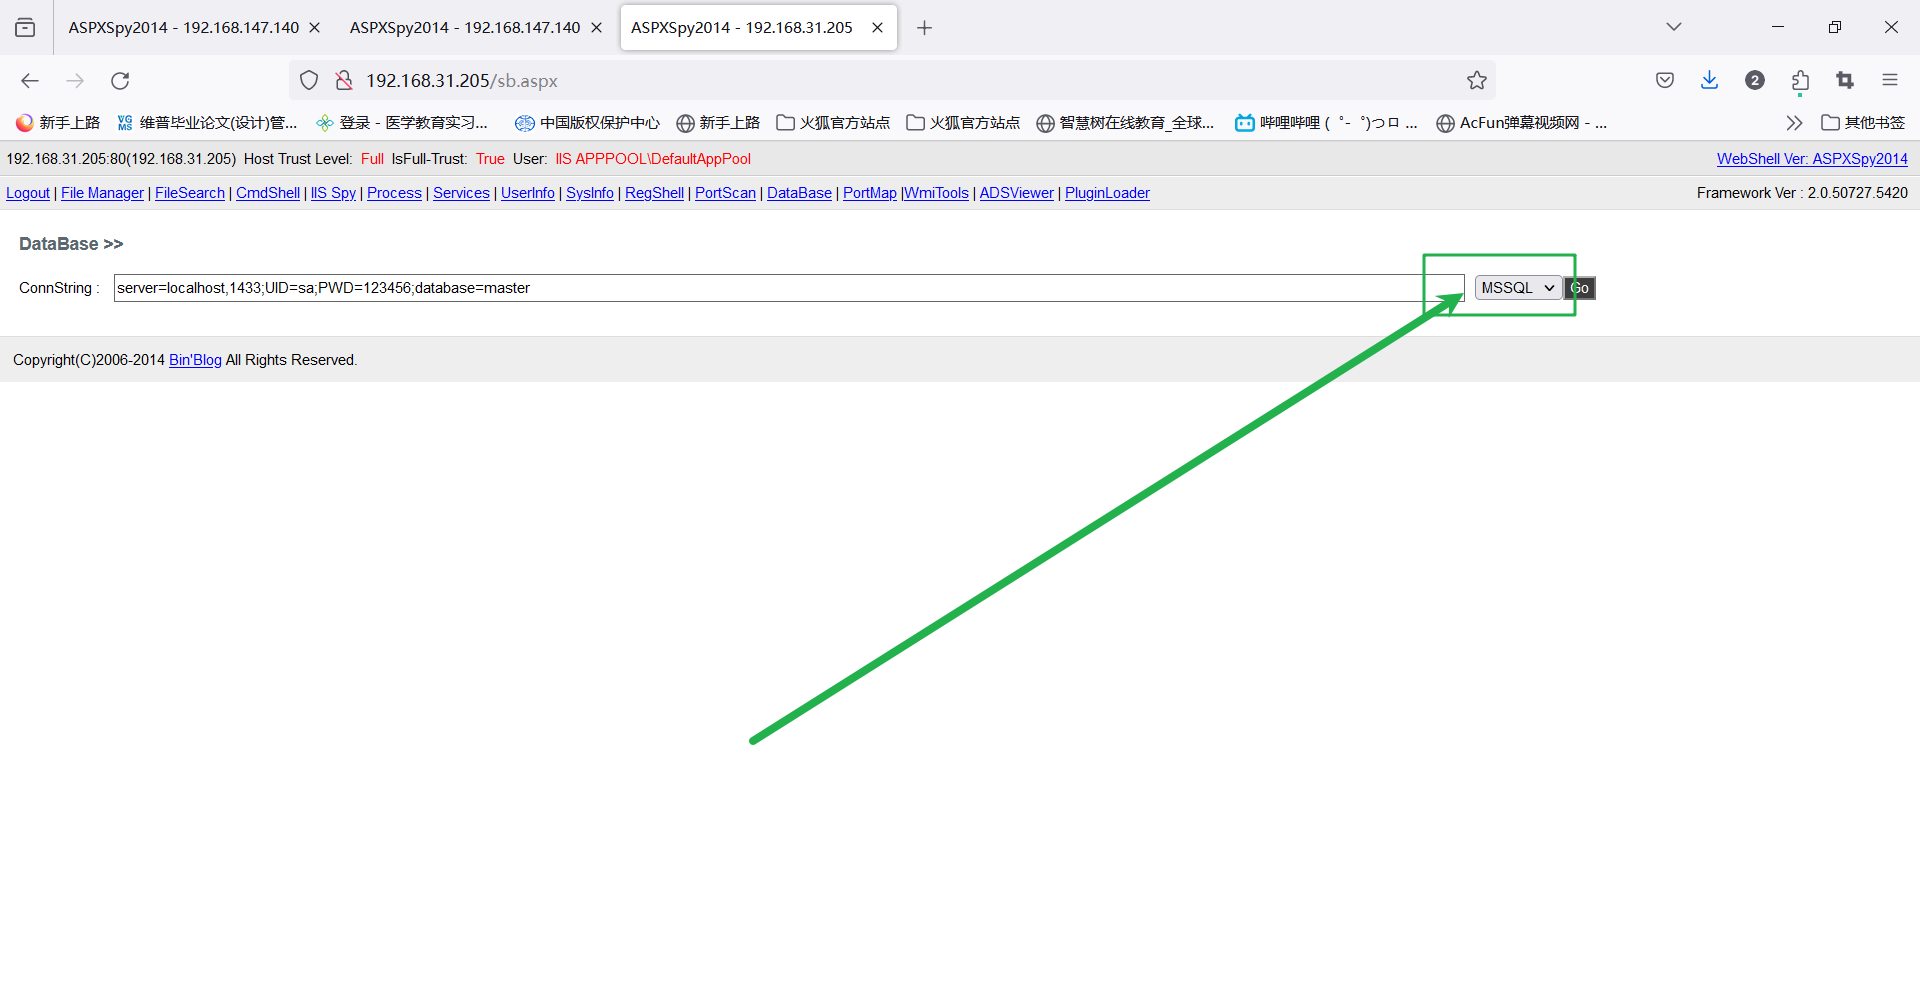 ASPXSpy2014 - 192.168.147.140
ASPXSpy2014 - 192.168.147.140
ASPXSpy2014 - 192.168.31.205
192.168.31.205/sb.aspx
2
新手上路 维普毕业论文(设计)管... 登录 - 医学教育实习... 中国版权保护中心 新手上路 火狐官方站点 火狐官方站点 智慧树在线教育_全球... 哔哩哔哩 ( ゜- ゜)つロ ... AcFun弹幕视频网 - ... 其他书签
192.168.31.205:80(192.168.31.205) Host Trust Level: Full IsFull-Trust: True User: IIS APPPOOL\DefaultAppPool WebShell Ver: ASPXSpy2014
Logout | File Manager | FileSearch | CmdShell | IIS Spy | Process | Services | UserInfo | SysInfo | RegShell | PortScan | DataBase | PortMap |WmiTools | ADSViewer | PluginLoader Framework Ver : 2.0.50727.5420
DataBase >>
ConnString : server=localhost,1433;UID=sa;PWD=123456;database=master MSSQL Go
Copyright(C)2006-2014 Bin'Blog All Rights Reserved.